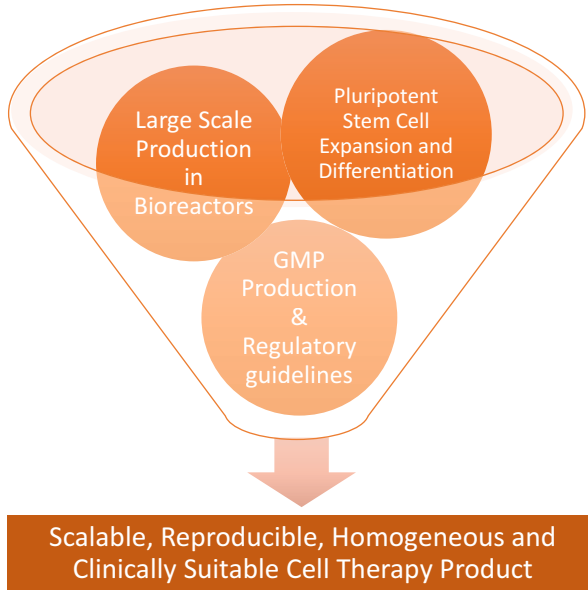 Large Scale
Production
in
Bioreactors
Pluripotent
Stem Cell
Expansion and
Differentiation
GMP
Production
&
Regulatory
guidelines
Scalable, Reproducible, Homogeneous and
Clinically Suitable Cell Therapy Product